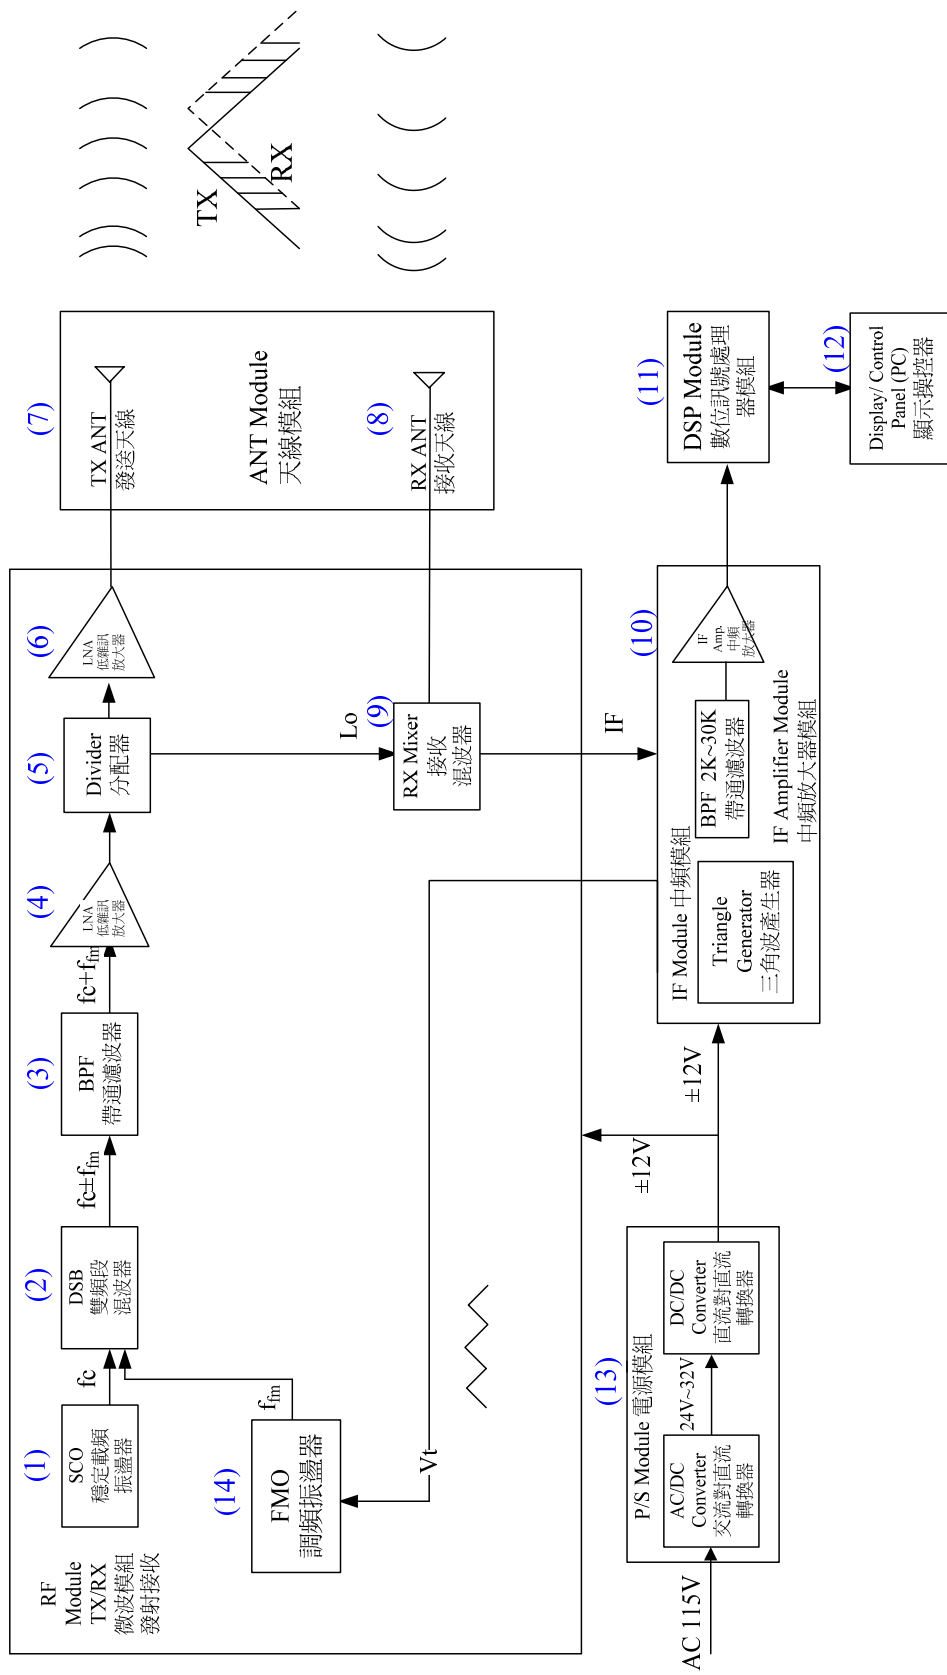 RF
Module
TX/RX
微波模組
發射接收
(1)
SCO
穩定載頻
振盪器
fc
(2)
DSB
雙頻段
混波器
fc±ffm
(3)
BPF
帶通濾波器
fc+ffm
(4)
LNA
低雜訊
放大器
(5)
Divider
分配器
(6)
LNA
低雜訊
放大器
(7)
TX ANT
發送天線
ANT Module
天線模組
(8)
RX ANT
接收天線
TX
RX
(14)
FMO
調頻振盪器
ffm
Vt
Lo
(9)
RX Mixer
接收
混波器
IF
(13)
P/S Module 電源模組
AC 115V
AC/DC
Converter
交流對直流
轉換器
24V~32V
DC/DC
Converter
直流對直流
轉換器
±12V
±12V
IF Module 中頻模組
Triangle
Generator
三角波產生器
(10)
BPF 2K~30K
帶通濾波器
IF
Amp.
中頻
放大器
IF Amplifier Module
中頻放大器模組
(11)
DSP Module
數位訊號處理
器模組
(12)
Display/ Control
Panel (PC)
顯示操控器